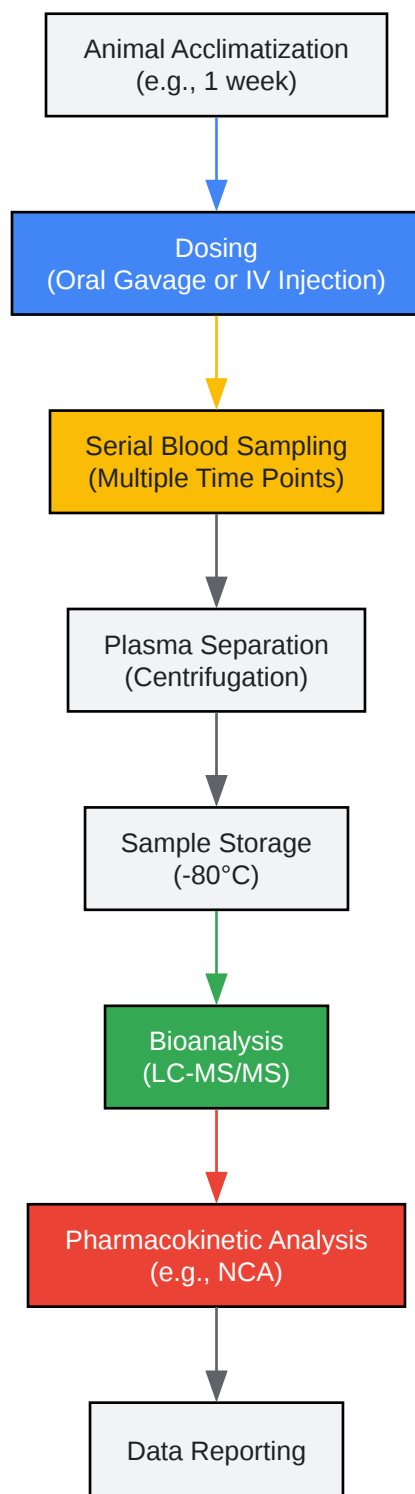 Animal Acclimatization
(e.g., 1 week)
Dosing
(Oral Gavage or IV Injection)
Serial Blood Sampling
(Multiple Time Points)
Plasma Separation
(Centrifugation)
Sample Storage
(-80°C)
Bioanalysis
(LC-MS/MS)
Pharmacokinetic Analysis
(e.g., NCA)
Data Reporting